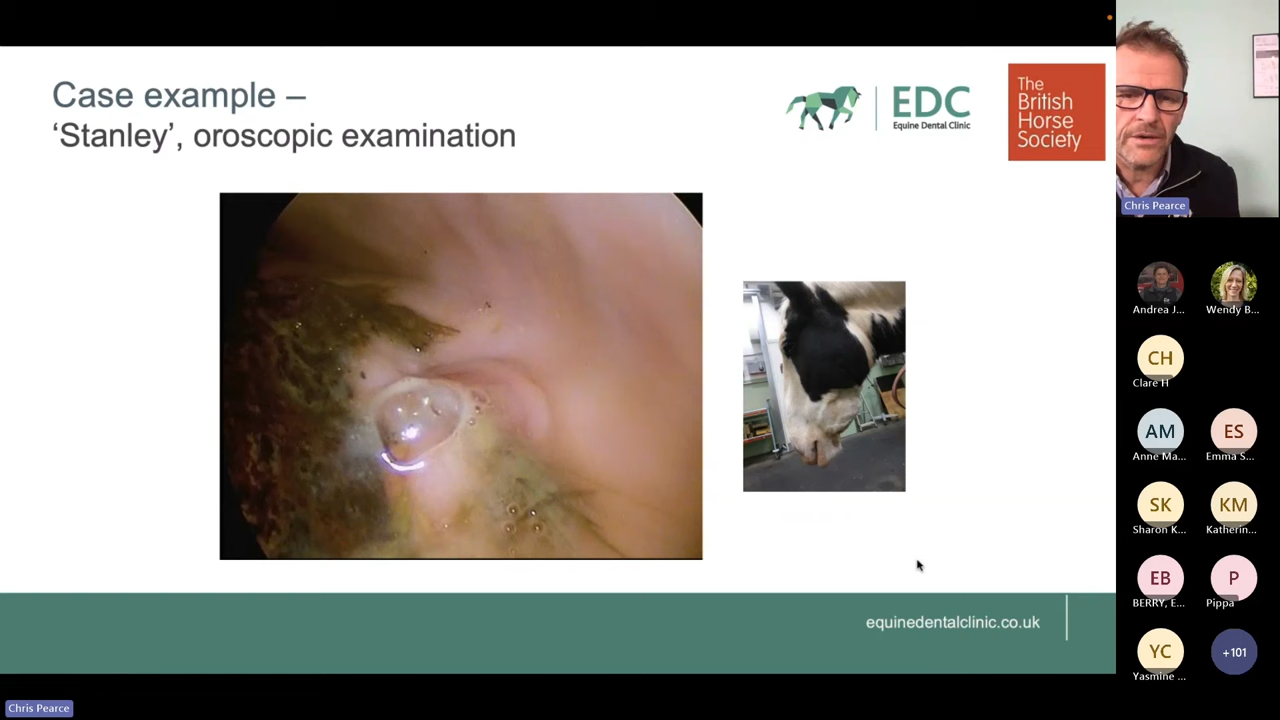 Case example –
‘Stanley’, oroscopic examination
EDC
Equine Dental Clinic
The
British
Horse
Society
Chris Pearce
Andrea J...
Wendy B...
CH
Clare H
AM
ES
Anne Ma...
Emma S...
SK
KM
Sharon K...
Katherin...
EB
P
BERRY, E...
Pippa
YC
+101
Yasmine ...
equinedentalclinic.co.uk
Chris Pearce